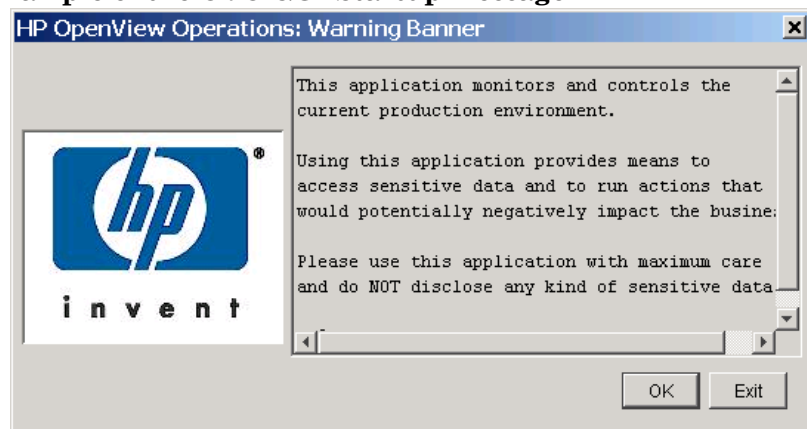 HP OpenView Operations: Warning Banner
This application monitors and controls the
current production environment.
Using this application provides means to
access sensitive data and to run actions that
would potentially negatively impact the
Please use this application with maximum care
and do NOT disclose any kind of sensitive data
hp
invent
OK Exit